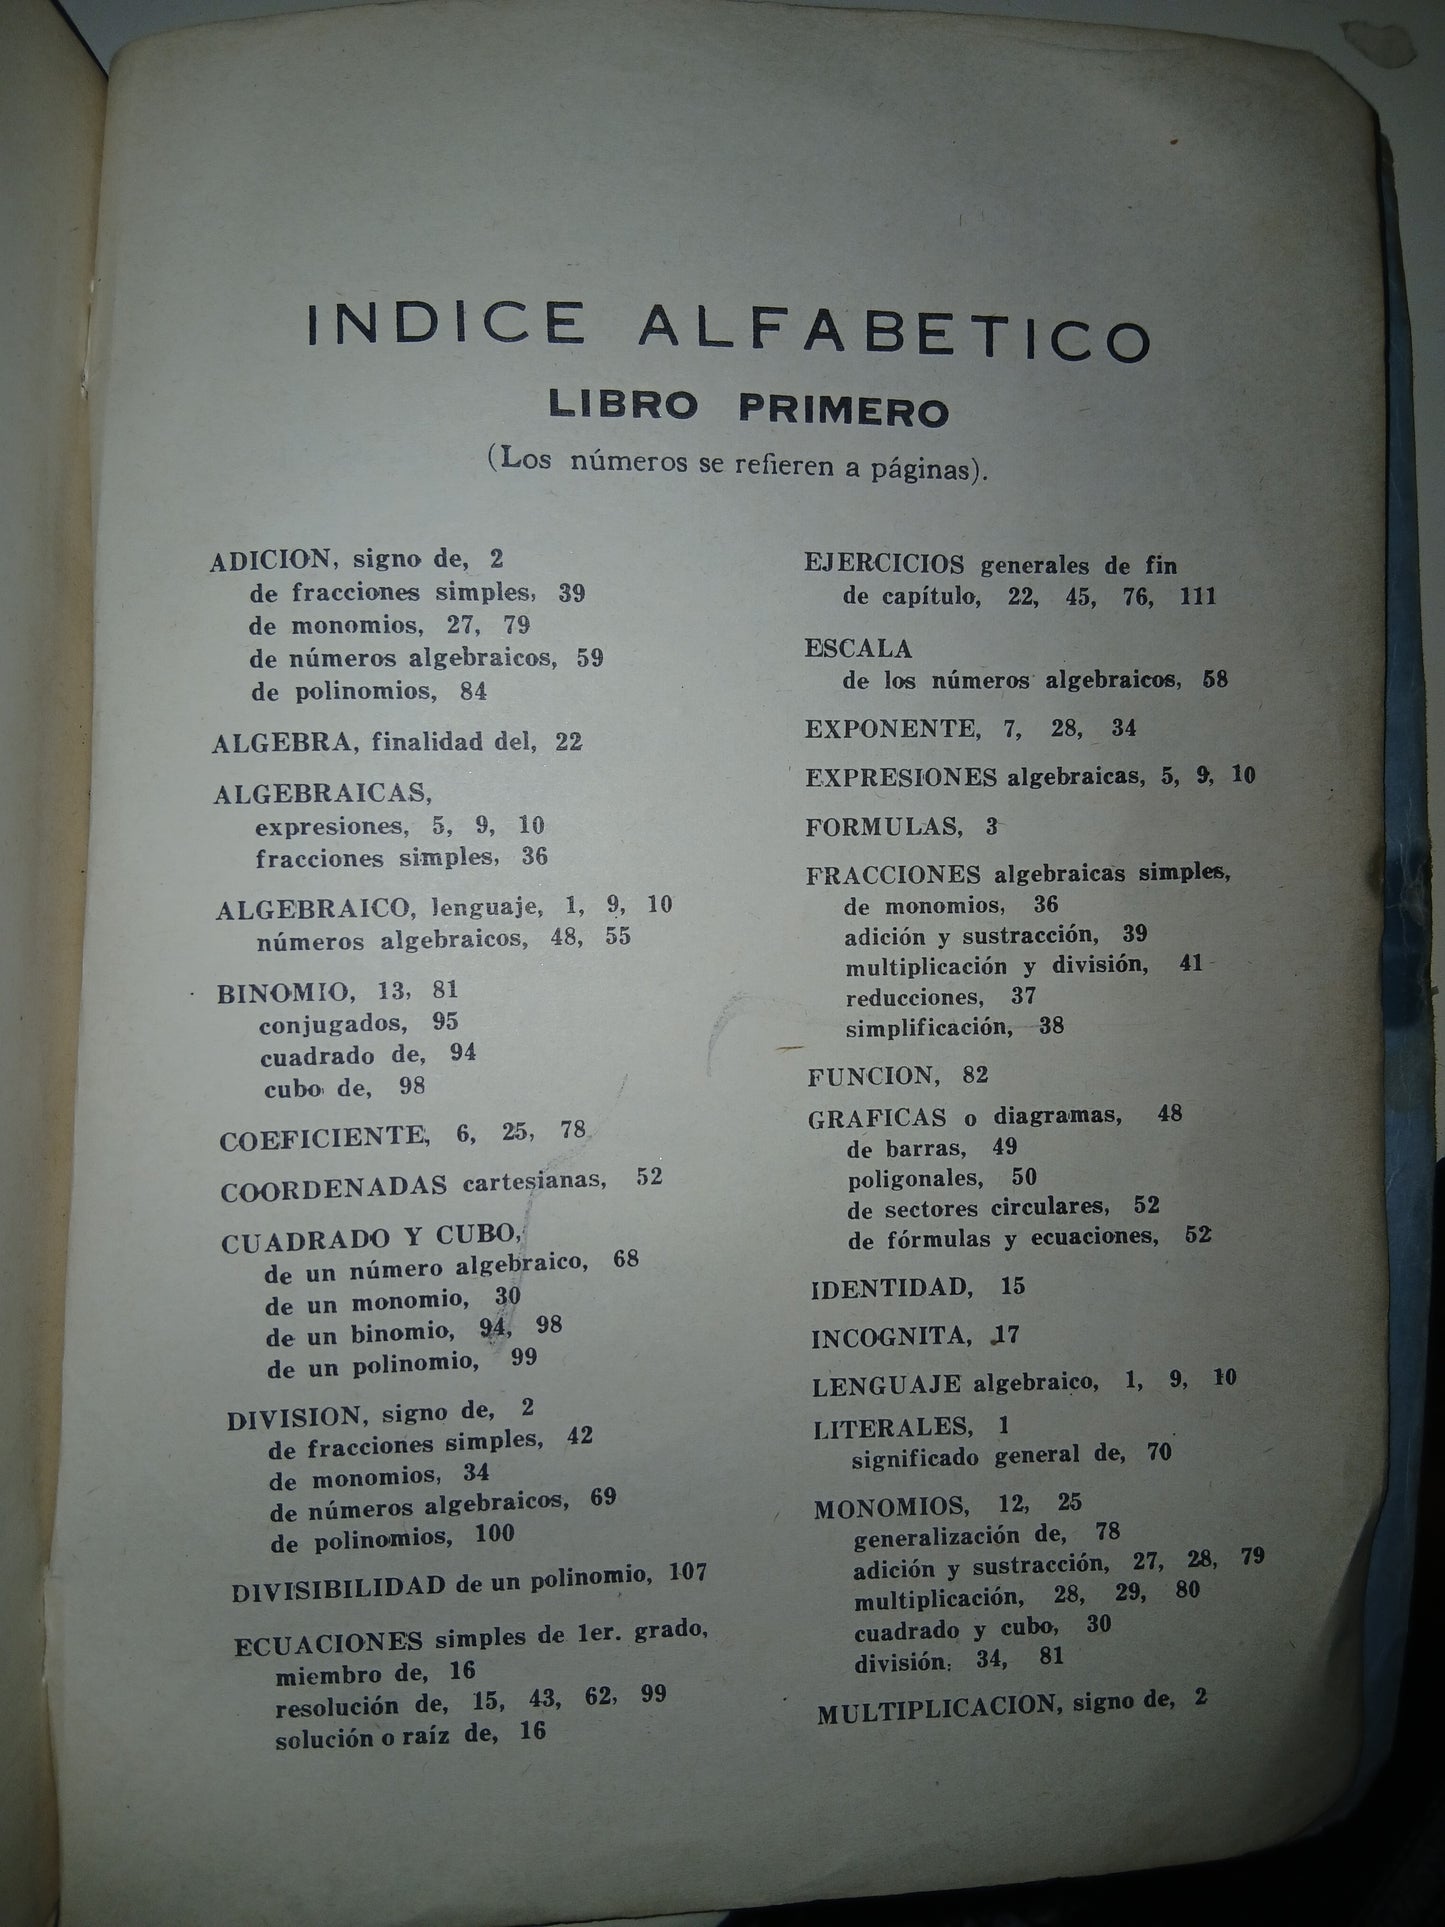 INDICE ALFABETICO
LIBRO PRIMERO
(Los números se refieren a páginas).
ADICION, signo de, 2
de fracciones simples, 39
de monomios, 27, 79
de números algebraicos, 59
de polinomios, 84
ALGEBRA, finalidad del, 22
ALGEBRAICAS,
expresiones, 5, 9, 10
fracciones simples, 36
ALGEBRAICO, lenguaje, 1, 9, 10
números algebraicos, 48, 55
BINOMIO, 13, 81
conjugados, 95
cuadrado de, 94
cubo de, 98
COEFICIENTE, 6, 25, 78
COORDENADAS cartesianas, 52
CUADRADO Y CUBO,
de un número algebraico, 68
de un monomio, 30
de un binomio, 94, 98
de un polinomio, 99
DIVISION, signo de, 2
de fracciones simples, 42
de monomios, 34
de números algebraicos, 69
de polinomios, 100
DIVISIBILIDAD de un polinomio, 107
ECUACIONES simples de 1er. grado,
miembro de, 16
resolución de, 15, 43, 62, 99
solución o raíz de, 16
EJERCICIOS generales de fin
de capítulo, 22, 45, 76, 111
ESCALA
de los números algebraicos, 58
EXPONENTE, 7, 28, 34
EXPRESIONES algebraicas, 5, 9, 10
FORMULAS, 3
FRACCIONES algebraicas simples,
de monomios, 36
adición y sustracción, 39
multiplicación y división, 41
reducciones, 37
simplificación, 38
FUNCION, 82
GRAFICAS o diagramas, 48
de barras, 49
poligonales, 50
de sectores circulares, 52
de fórmulas y ecuaciones, 52
IDENTIDAD, 15
INCOGNITA, 17
LENGUAJE algebraico, 1, 9, 10
LITERALES, 1
significado general de, 70
MONOMIOS, 12, 25
generalización de, 78
adición y sustracción, 27, 28, 79
multiplicación, 28, 29, 80
cuadrado y cubo, 30
división; 34, 81
MULTIPLICACION, signo de, 2